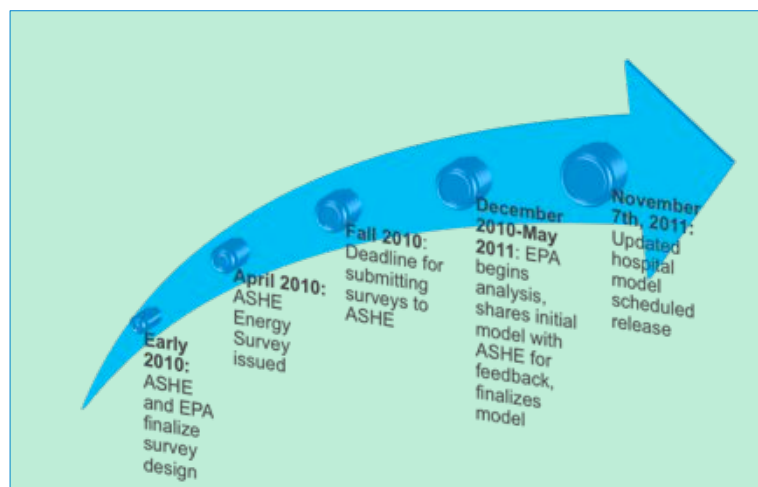 Early
2010:
ASHE
and EPA
finalize
survey
design
April 2010:
ASHE
Energy
Survey
issued
Fall 2010:
Deadline for
submitting
surveys to
ASHE
December
2010-May
2011: EPA
begins
analysis,
shares initial
model with
ASHE for
feedback,
finalizes
model
November
7th, 2011:
Updated
hospital
model
scheduled
release